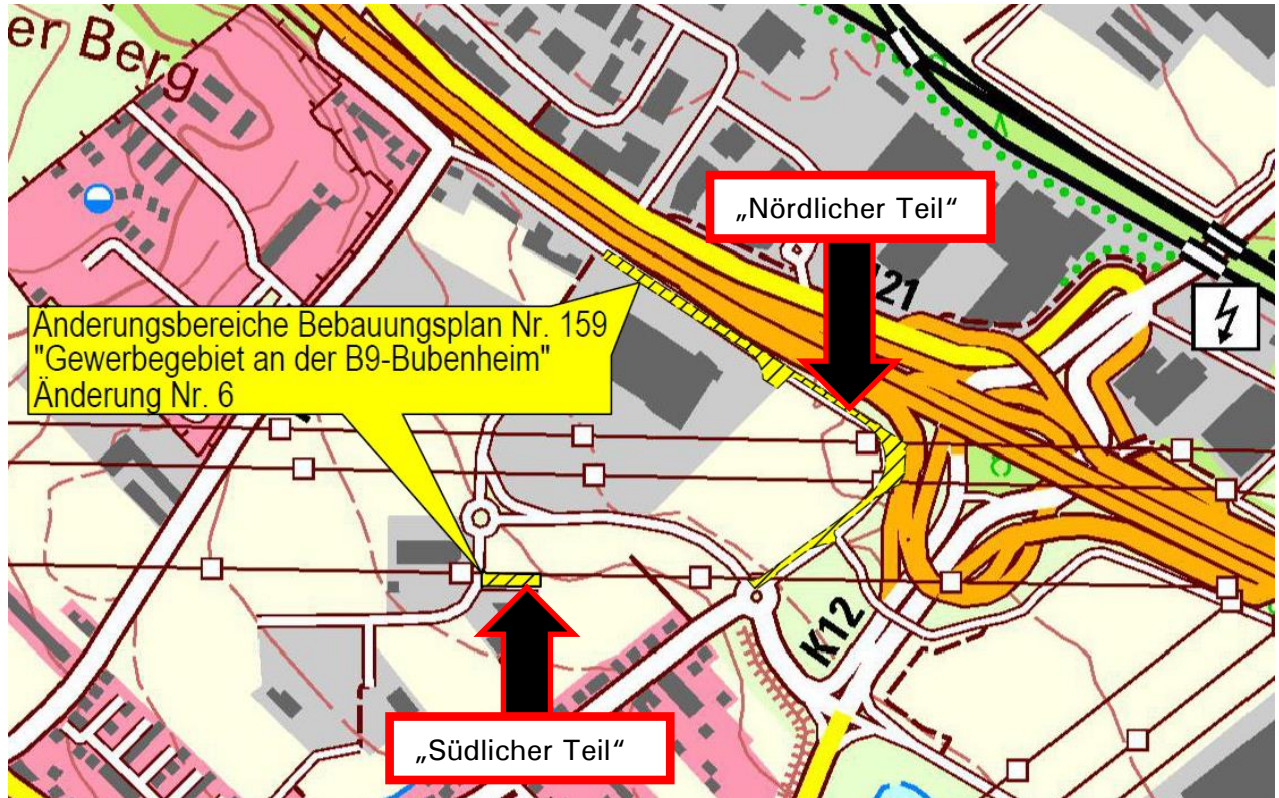 er Berg
„Nördlicher Teil“
21
Änderungsbereiche Bebauungsplan Nr. 159
"Gewerbegebiet an der B9-Bubenheim"
Änderung Nr. 6
K12
„Südlicher Teil“